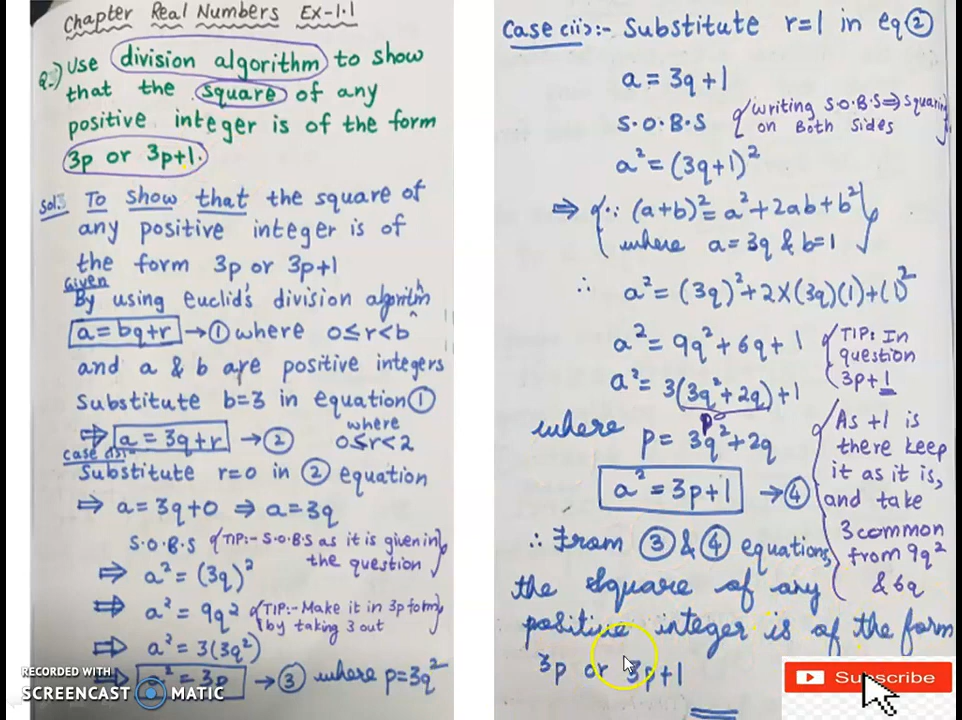 Chapter Real Numbers Ex-1.1
Q-) Use division algorithm to show
that the square of any
positive integer is of the form
3p or 3p+1.
Sol: To show that the square of
any positive integer is of
the form 3p or 3p+1
Given
By using euclid's division algorithm
a=bq+r →① where 0≤r<b
and a & b are positive integers
Substitute b=3 in equation ①
⇒ a=3q+r →② where 0≤r<2
case (i):-
Substitute r=0 in ② equation
⇒ a=3q+0 ⇒ a=3q
S.O.B.S {TIP:- S.O.B.S as it is given in
the question}
⇒ a²=(3q)²
⇒ a²=9q² {TIP:- Make it in 3p form
by taking 3 out}
⇒ a²=3(3q²)
⇒ a²=3p →③ where p=3q²
RECORDED WITH
SCREENCAST MATIC
Case (ii):- Substitute r=1 in eq ②
a=3q+1
S.O.B.S {Writing S.O.B.S ⇒ Squaring
on Both Sides}
a²=(3q+1)²
⇒ {∵ (a+b)²=a²+2ab+b²
where a=3q & b=1}
∴ a²=(3q)²+2×(3q)(1)+(1)²
a²=9q²+6q+1
{TIP: In
question
3p+1
a²=3(3q²+2q)+1
p
where p=3q²+2q
a²=3p+1 →④
{As +1 is
there keep
it as it is,
and take
3 common
from 9q²
& 6q
∴ From ③ & ④ equations,
the square of any
positive integer is of the form
3p or 3p+1
Subscribe